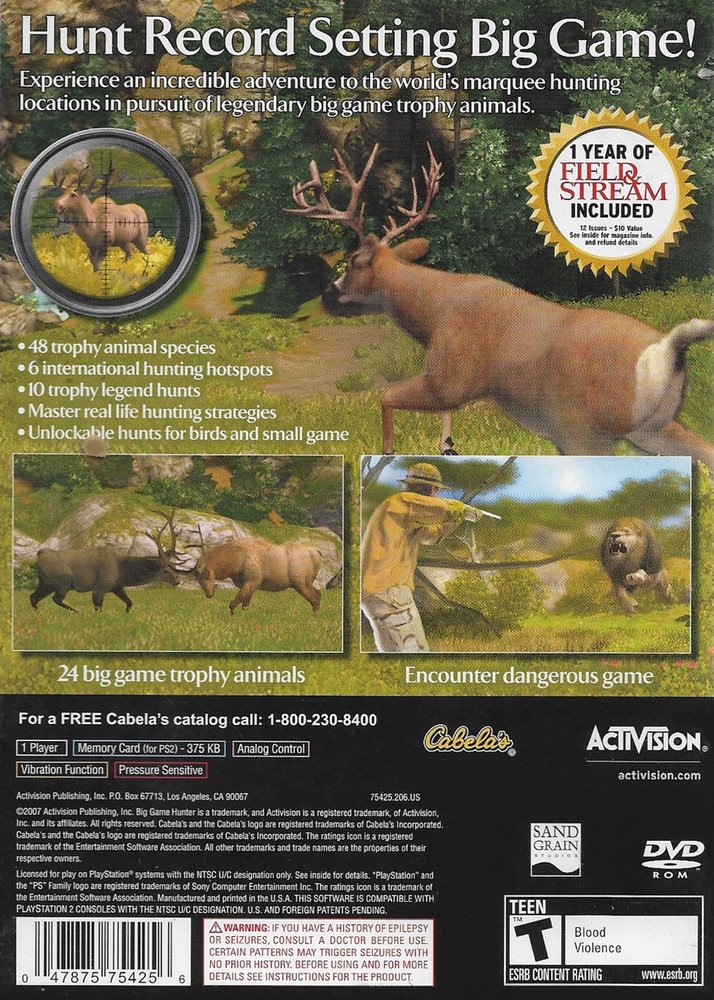 Hunt Record Setting Big Game!
Experience an incredible adventure to the world's marquee hunting
locations in pursuit of legendary big game trophy animals.
1 YEAR OF
FIELD &
STREAM
INCLUDED
12 Issues - $10 Value
See inside for magazine info.
and refund details
• 48 trophy animal species
• 6 international hunting hotspots
• 10 trophy legend hunts
• Master real life hunting strategies
• Unlockable hunts for birds and small game
24 big game trophy animals
Encounter dangerous game
For a FREE Cabela's catalog call: 1-800-230-8400
1 Player
Memory Card (for PS2) - 375 KB
Analog Control
Vibration Function
Pressure Sensitive
Cabela's®
ACTIVISION®
activision.com
Activision Publishing, Inc. P.O. Box 67713, Los Angeles, CA 90067
75425.206.US
©2007 Activision Publishing, Inc. Big Game Hunter is a trademark, and Activision is a registered trademark, of Activision,
Inc. and its affiliates. All rights reserved. Cabela's and the Cabela's logo are registered trademarks of Cabela's Incorporated.
Cabela's and the Cabela's logo are registered trademarks of Cabela's Incorporated. The ratings icon is a registered
trademark of the Entertainment Software Association. All other trademarks and trade names are the properties of their
respective owners.
Licensed for play on PlayStation® systems with the NTSC U/C designation only. See inside for details. "PlayStation" and
the "PS" Family logo are registered trademarks of Sony Computer Entertainment Inc. The ratings icon is a trademark of
the Entertainment Software Association. Manufactured and printed in the U.S.A. THIS SOFTWARE IS COMPATIBLE WITH
PLAYSTATION 2 CONSOLES WITH THE NTSC U/C DESIGNATION. U.S. AND FOREIGN PATENTS PENDING.
SAND
GRAIN
STUDIOS
DVD
ROM
0 47875 75425 6
WARNING: IF YOU HAVE A HISTORY OF EPILEPSY
OR SEIZURES, CONSULT A DOCTOR BEFORE USE.
CERTAIN PATTERNS MAY TRIGGER SEIZURES WITH
NO PRIOR HISTORY. BEFORE USING AND FOR MORE
DETAILS SEE INSTRUCTIONS FOR THE PRODUCT.
TEEN
T™
Blood
Violence
ESRB CONTENT RATING www.esrb.org